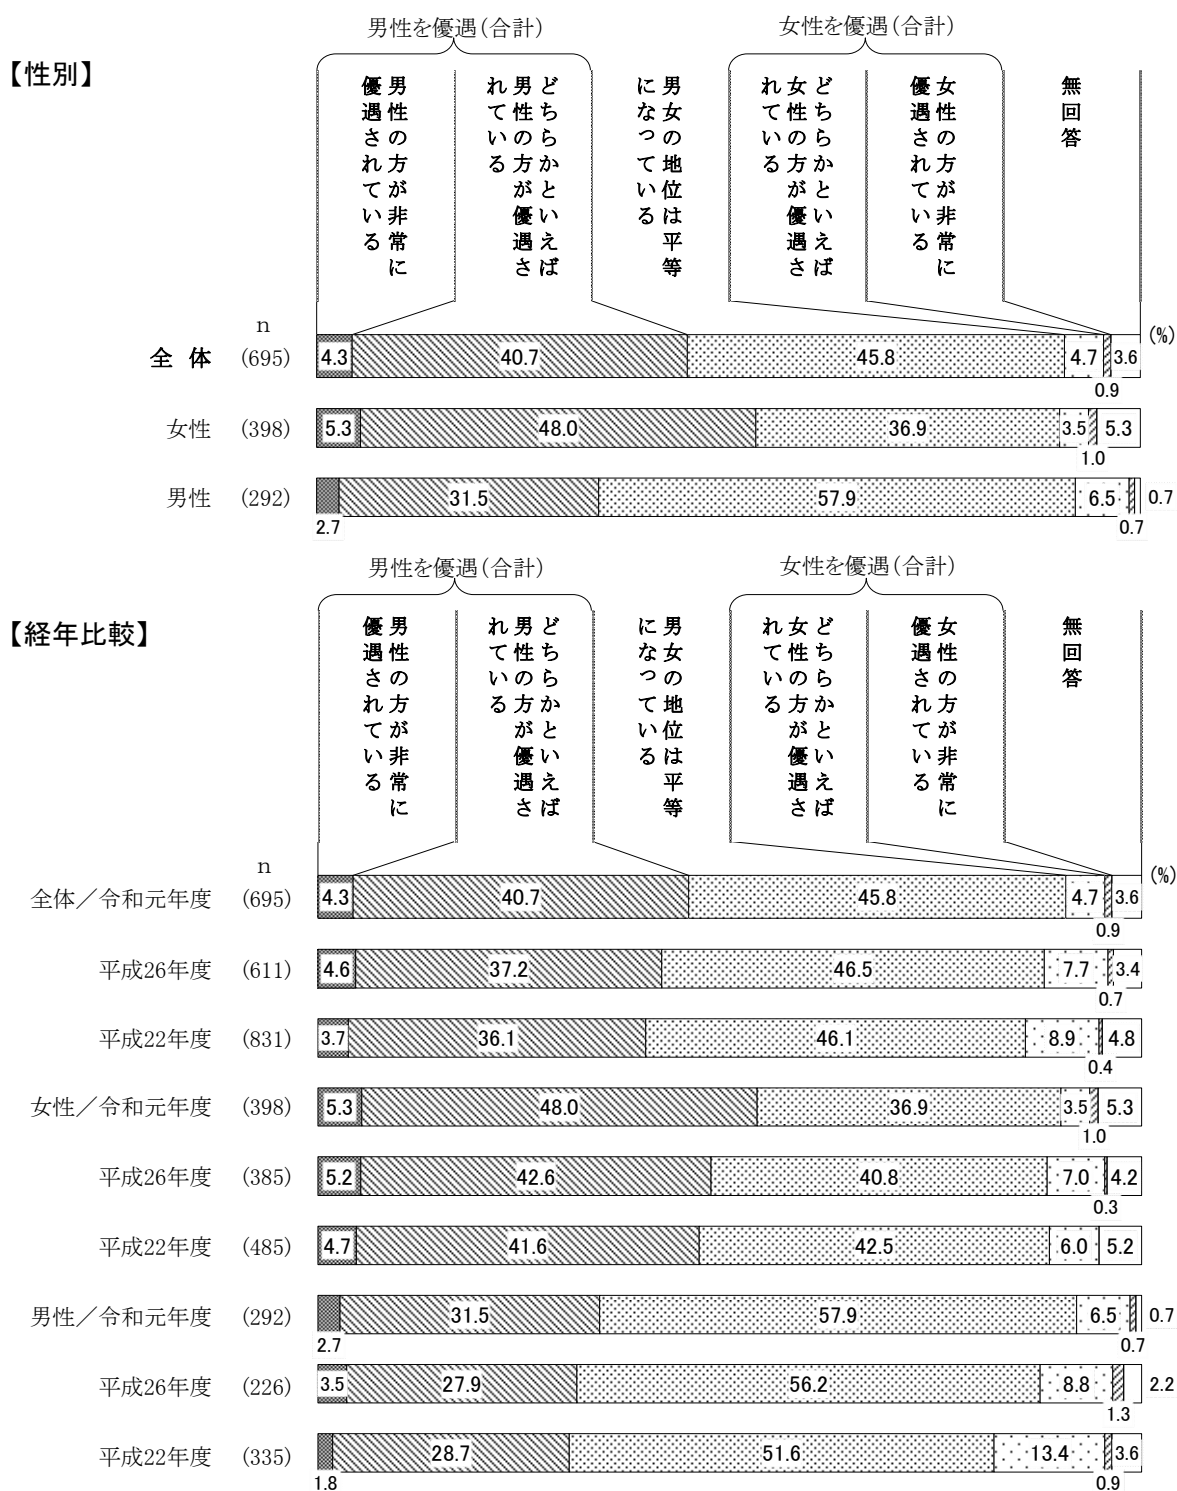 男性を優遇（合計）
女性を優遇（合計）
【性別】
男性の方が非常に
優遇されている
どちらかといえば
男性の方が優遇さ
れている
男女の地位は平等
になっている
どちらかといえば
女性の方が優遇さ
れている
女性の方が非常に
優遇されている
無回答
n
(%)
全 体 (695) 4.3 40.7 45.8 4.7 3.6
0.9
女性 (398) 5.3 48.0 36.9 3.5 5.3
1.0
男性 (292) 31.5 57.9 6.5 0.7
2.7 0.7
男性を優遇（合計）
女性を優遇（合計）
【経年比較】
男性の方が非常に
優遇されている
どちらかといえば
男性の方が優遇さ
れている
男女の地位は平等
になっている
どちらかといえば
女性の方が優遇さ
れている
女性の方が非常に
優遇されている
無回答
n
(%)
全体／令和元年度 (695) 4.3 40.7 45.8 4.7 3.6
0.9
平成26年度 (611) 4.6 37.2 46.5 7.7 3.4
0.7
平成22年度 (831) 3.7 36.1 46.1 8.9 4.8
0.4
女性／令和元年度 (398) 5.3 48.0 36.9 3.5 5.3
1.0
平成26年度 (385) 5.2 42.6 40.8 7.0 4.2
0.3
平成22年度 (485) 4.7 41.6 42.5 6.0 5.2
男性／令和元年度 (292) 31.5 57.9 6.5 0.7
2.7 0.7
平成26年度 (226) 3.5 27.9 56.2 8.8 2.2
1.3
平成22年度 (335) 28.7 51.6 13.4 3.6
1.8 0.9